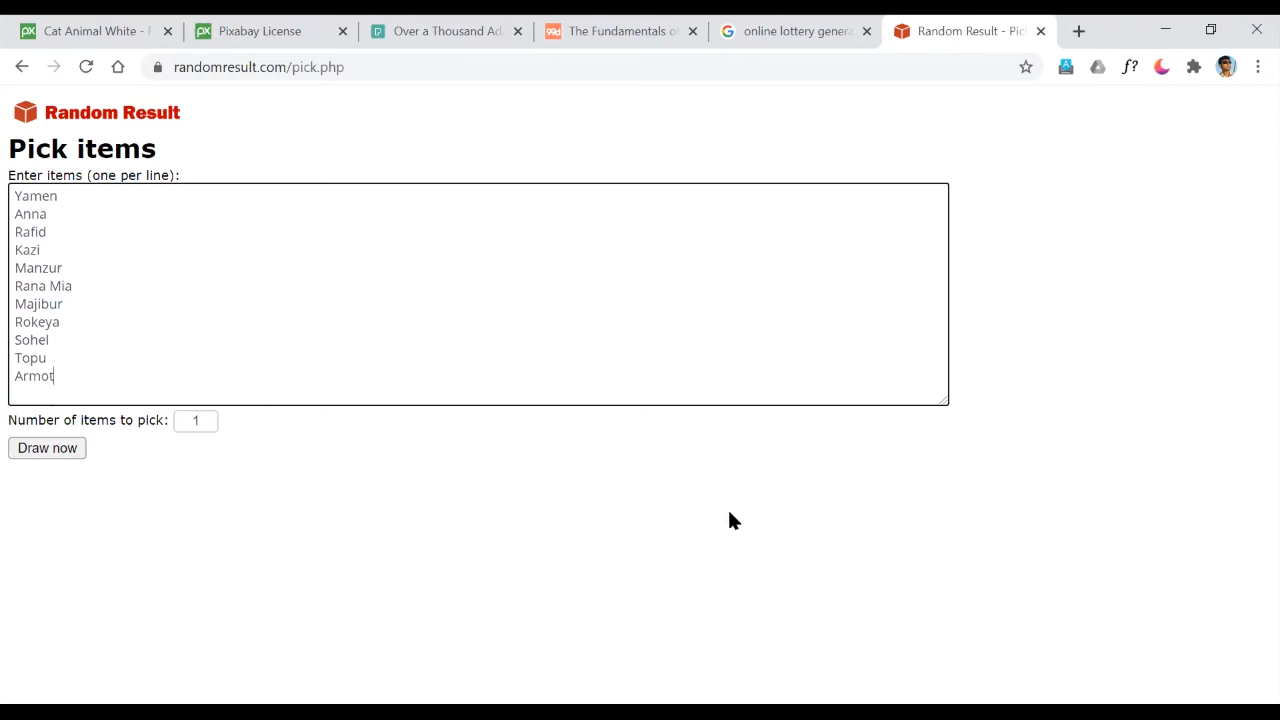 Cat Animal White - P
Pixabay License
Over a Thousand Ad
The Fundamentals of
online lottery genera
Random Result - Pic
randomresult.com/pick.php
f?
Random Result
Pick items
Enter items (one per line):
Yamen
Anna
Rafid
Kazi
Manzur
Rana Mia
Majibur
Rokeya
Sohel
Topu
Armot
Number of items to pick: 1
Draw now